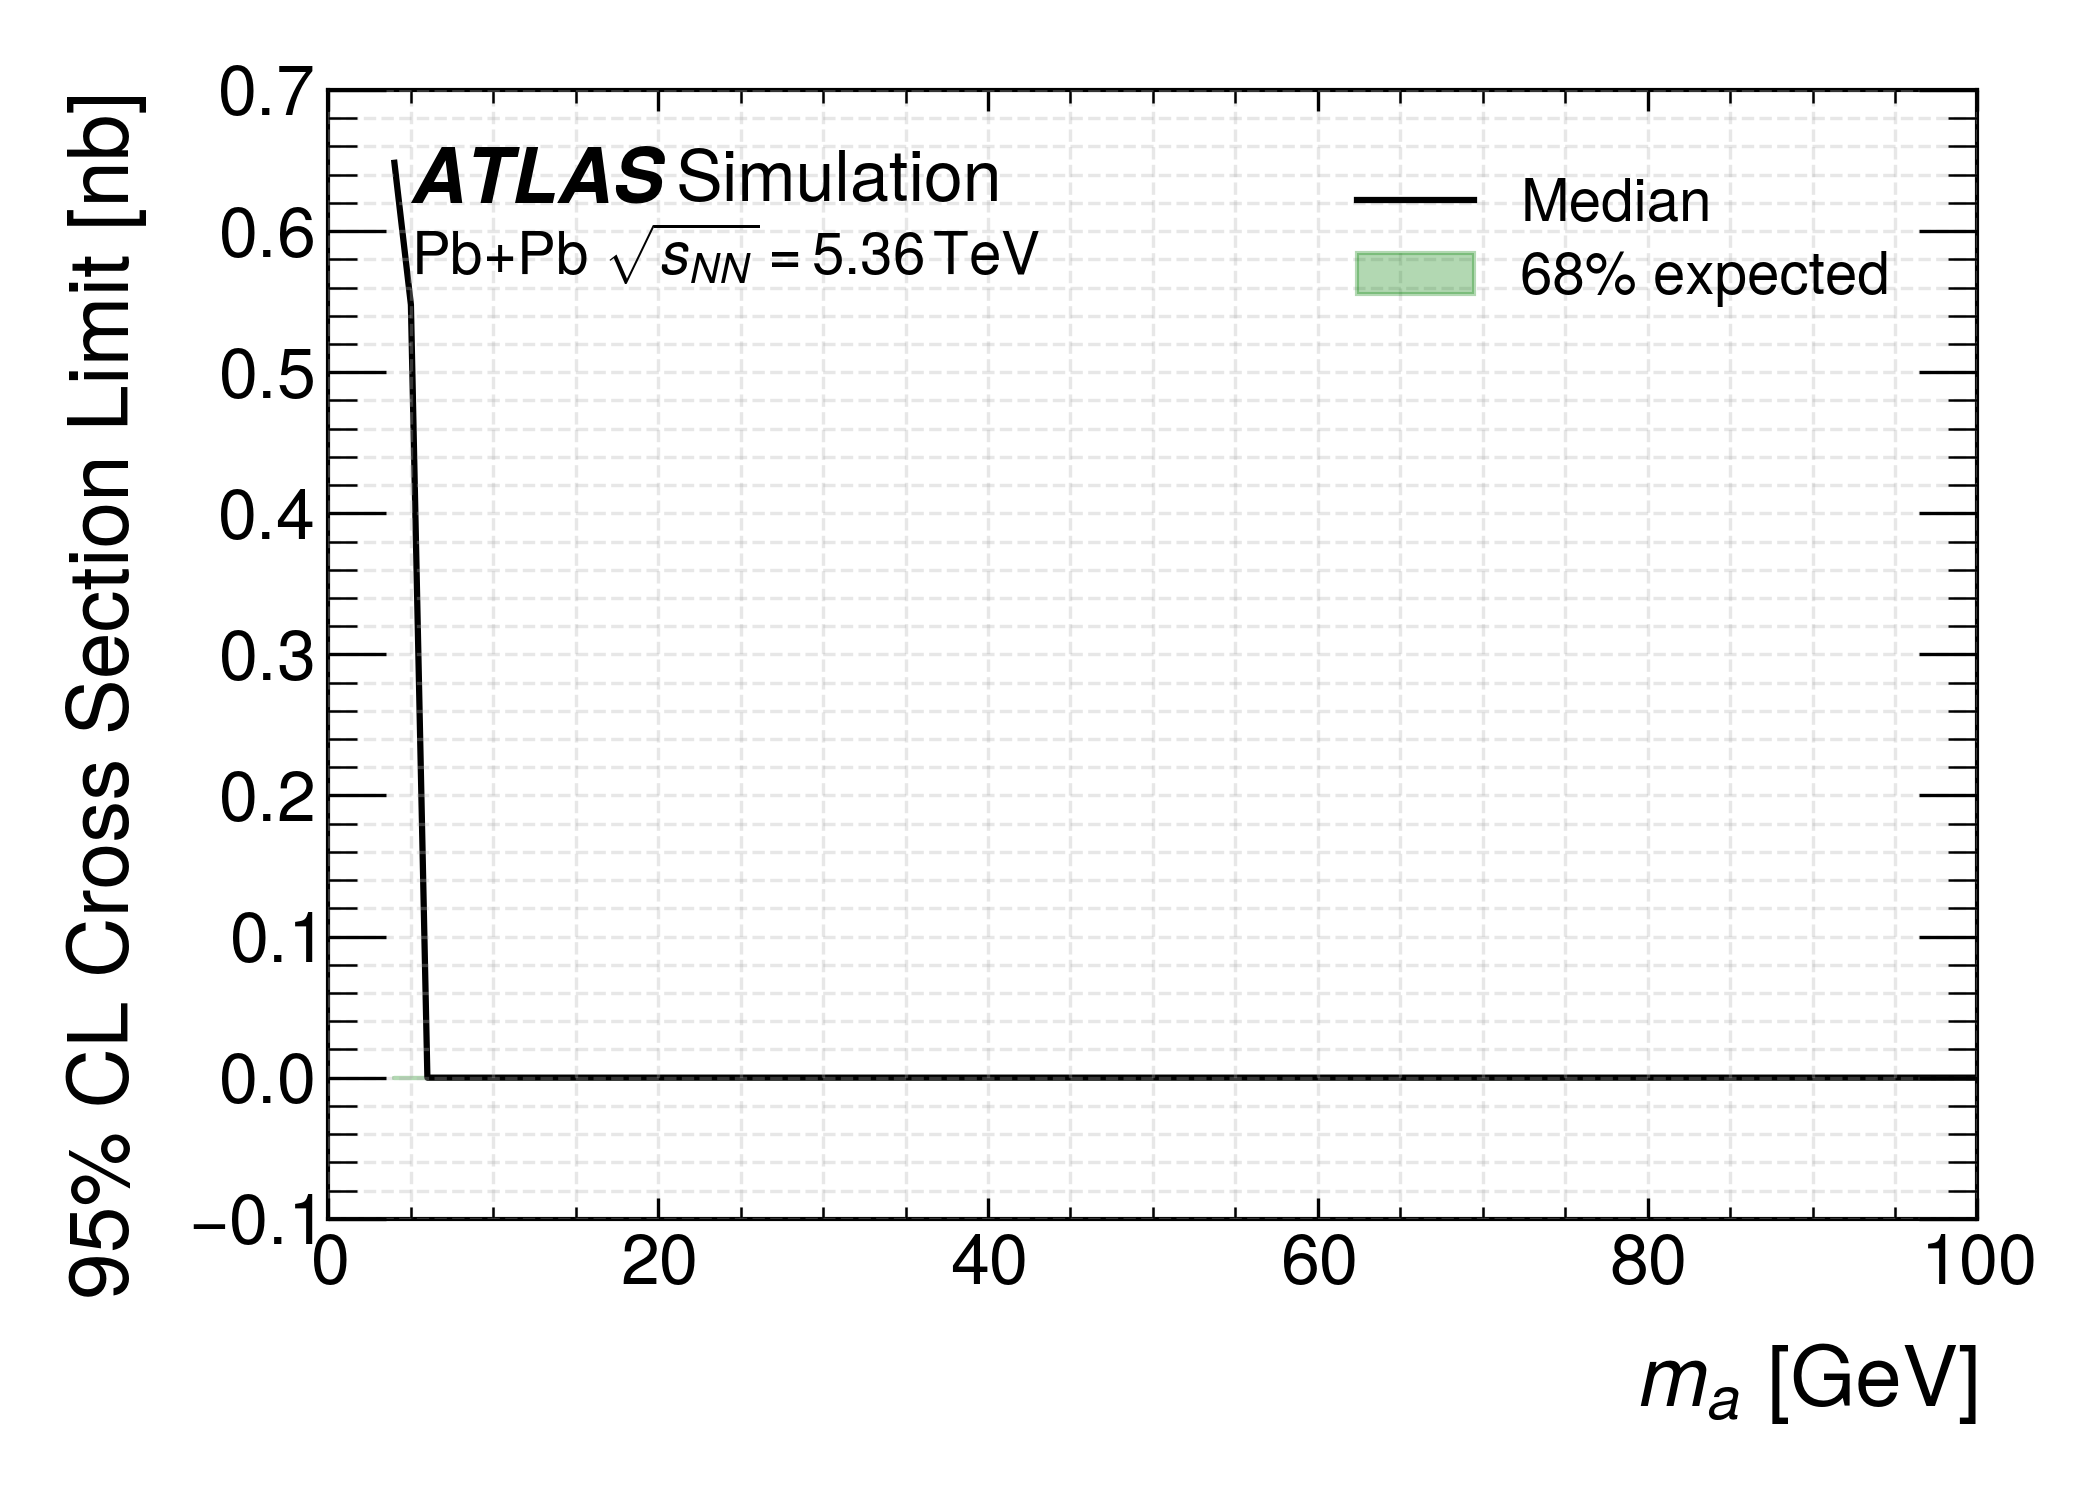 ATLAS Simulation
Pb+Pb √s_NN = 5.36 TeV
Median
68% expected
95% CL Cross Section Limit [nb]
0.7
0.6
0.5
0.4
0.3
0.2
0.1
0.0
−0.1
0 20 40 60 80 100
m_a [GeV]